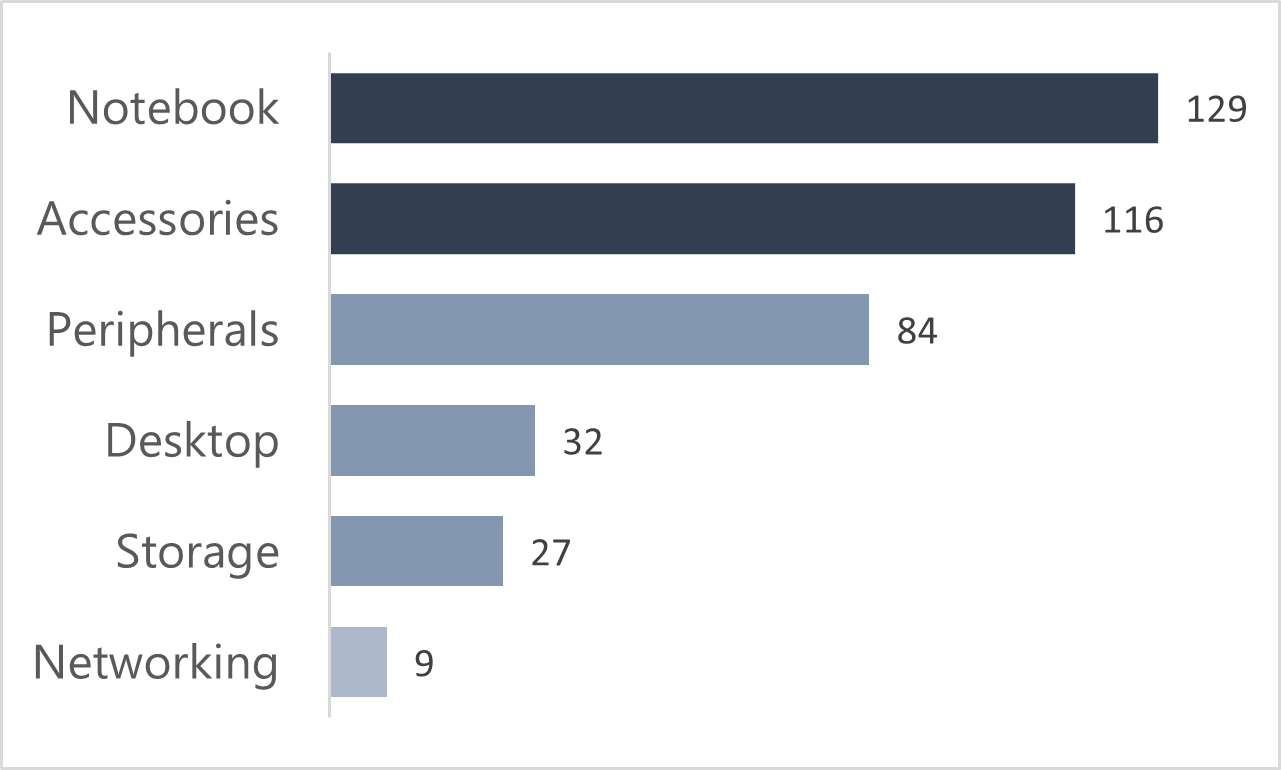 Notebook 129
Accessories 116
Peripherals 84
Desktop 32
Storage 27
Networking 9